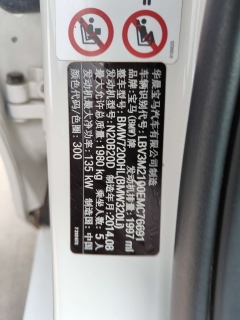 华晨宝马汽车有限公司制造
车辆识别代号: LBV3M210
EMC76691
品牌: 宝马(BMW)牌
发动机排量: 1997 ml
整车型号: BMW7200HL(BMW320Li)
发动机型号: N20B20D
制造年月: 2014.08
最大允许总质量: 1980 kg
乘坐人数: 5 人
发动机最大净功率: 135 kW
制造国: 中国
颜色代码/色圈: 300